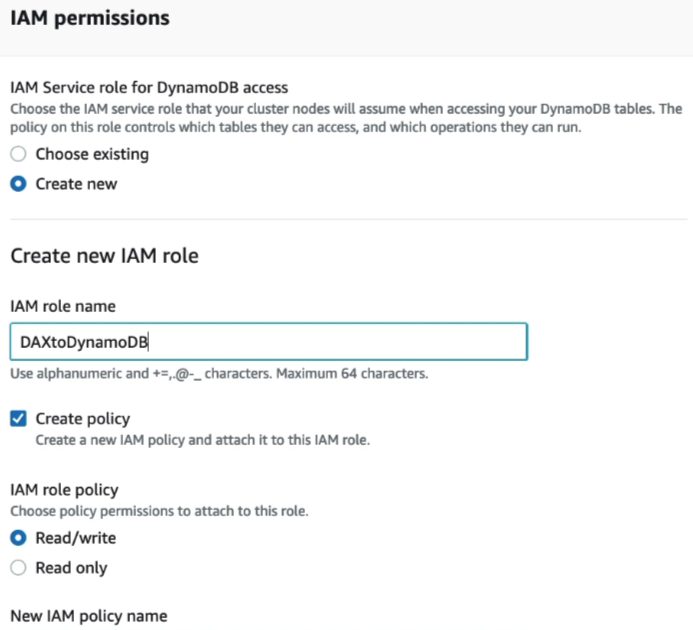 IAM permissions
IAM Service role for DynamoDB access
Choose the IAM service role that your cluster nodes will assume when accessing your DynamoDB tables. The
policy on this role controls which tables they can access, and which operations they can run.
Choose existing
Create new
Create new IAM role
IAM role name
DAXtoDynamoDB
Use alphanumeric and +=,.@-_ characters. Maximum 64 characters.
Create policy
Create a new IAM policy and attach it to this IAM role.
IAM role policy
Choose policy permissions to attach to this role.
Read/write
Read only
New IAM policy name